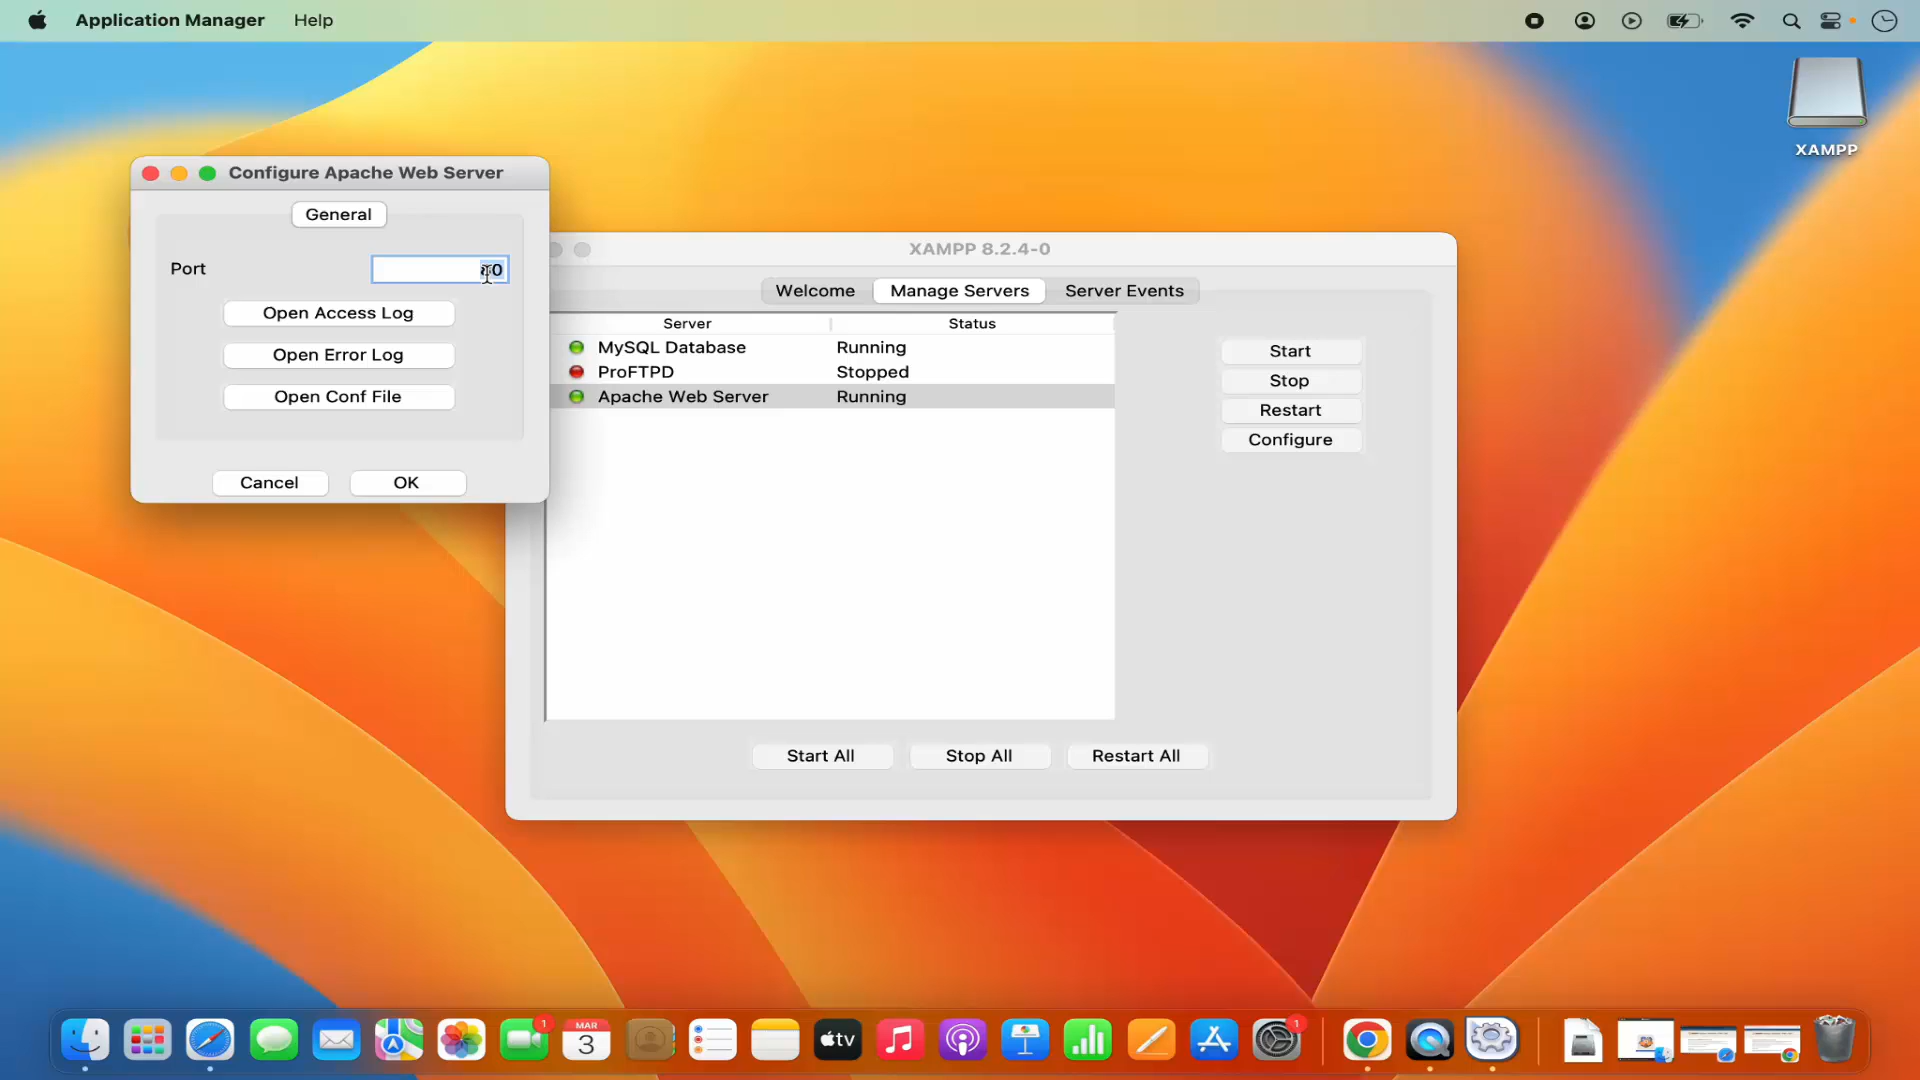 Application Manager Help
XAMPP
Configure Apache Web Server
General
Port
Open Access Log
Open Error Log
Open Conf File
Cancel OK
XAMPP 8.2.4-0
Welcome Manage Servers Server Events
Server Status
MySQL Database Running
ProFTPD Stopped
Apache Web Server Running
Start
Stop
Restart
Configure
Start All Stop All Restart All
1
MAR
3
tv
1